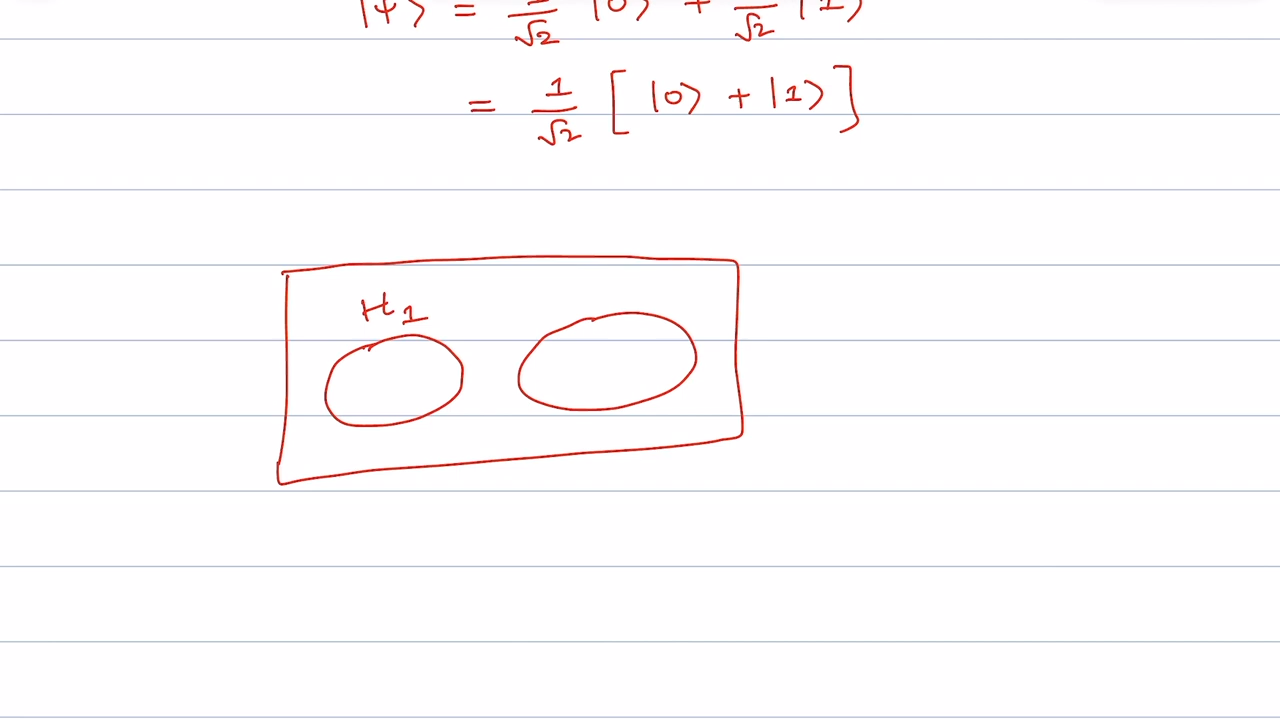 |ψ⟩ = 1/√2 |0⟩ + 1/√2 |1⟩
= 1/√2 [ |0⟩ + |1⟩ ]
H₁